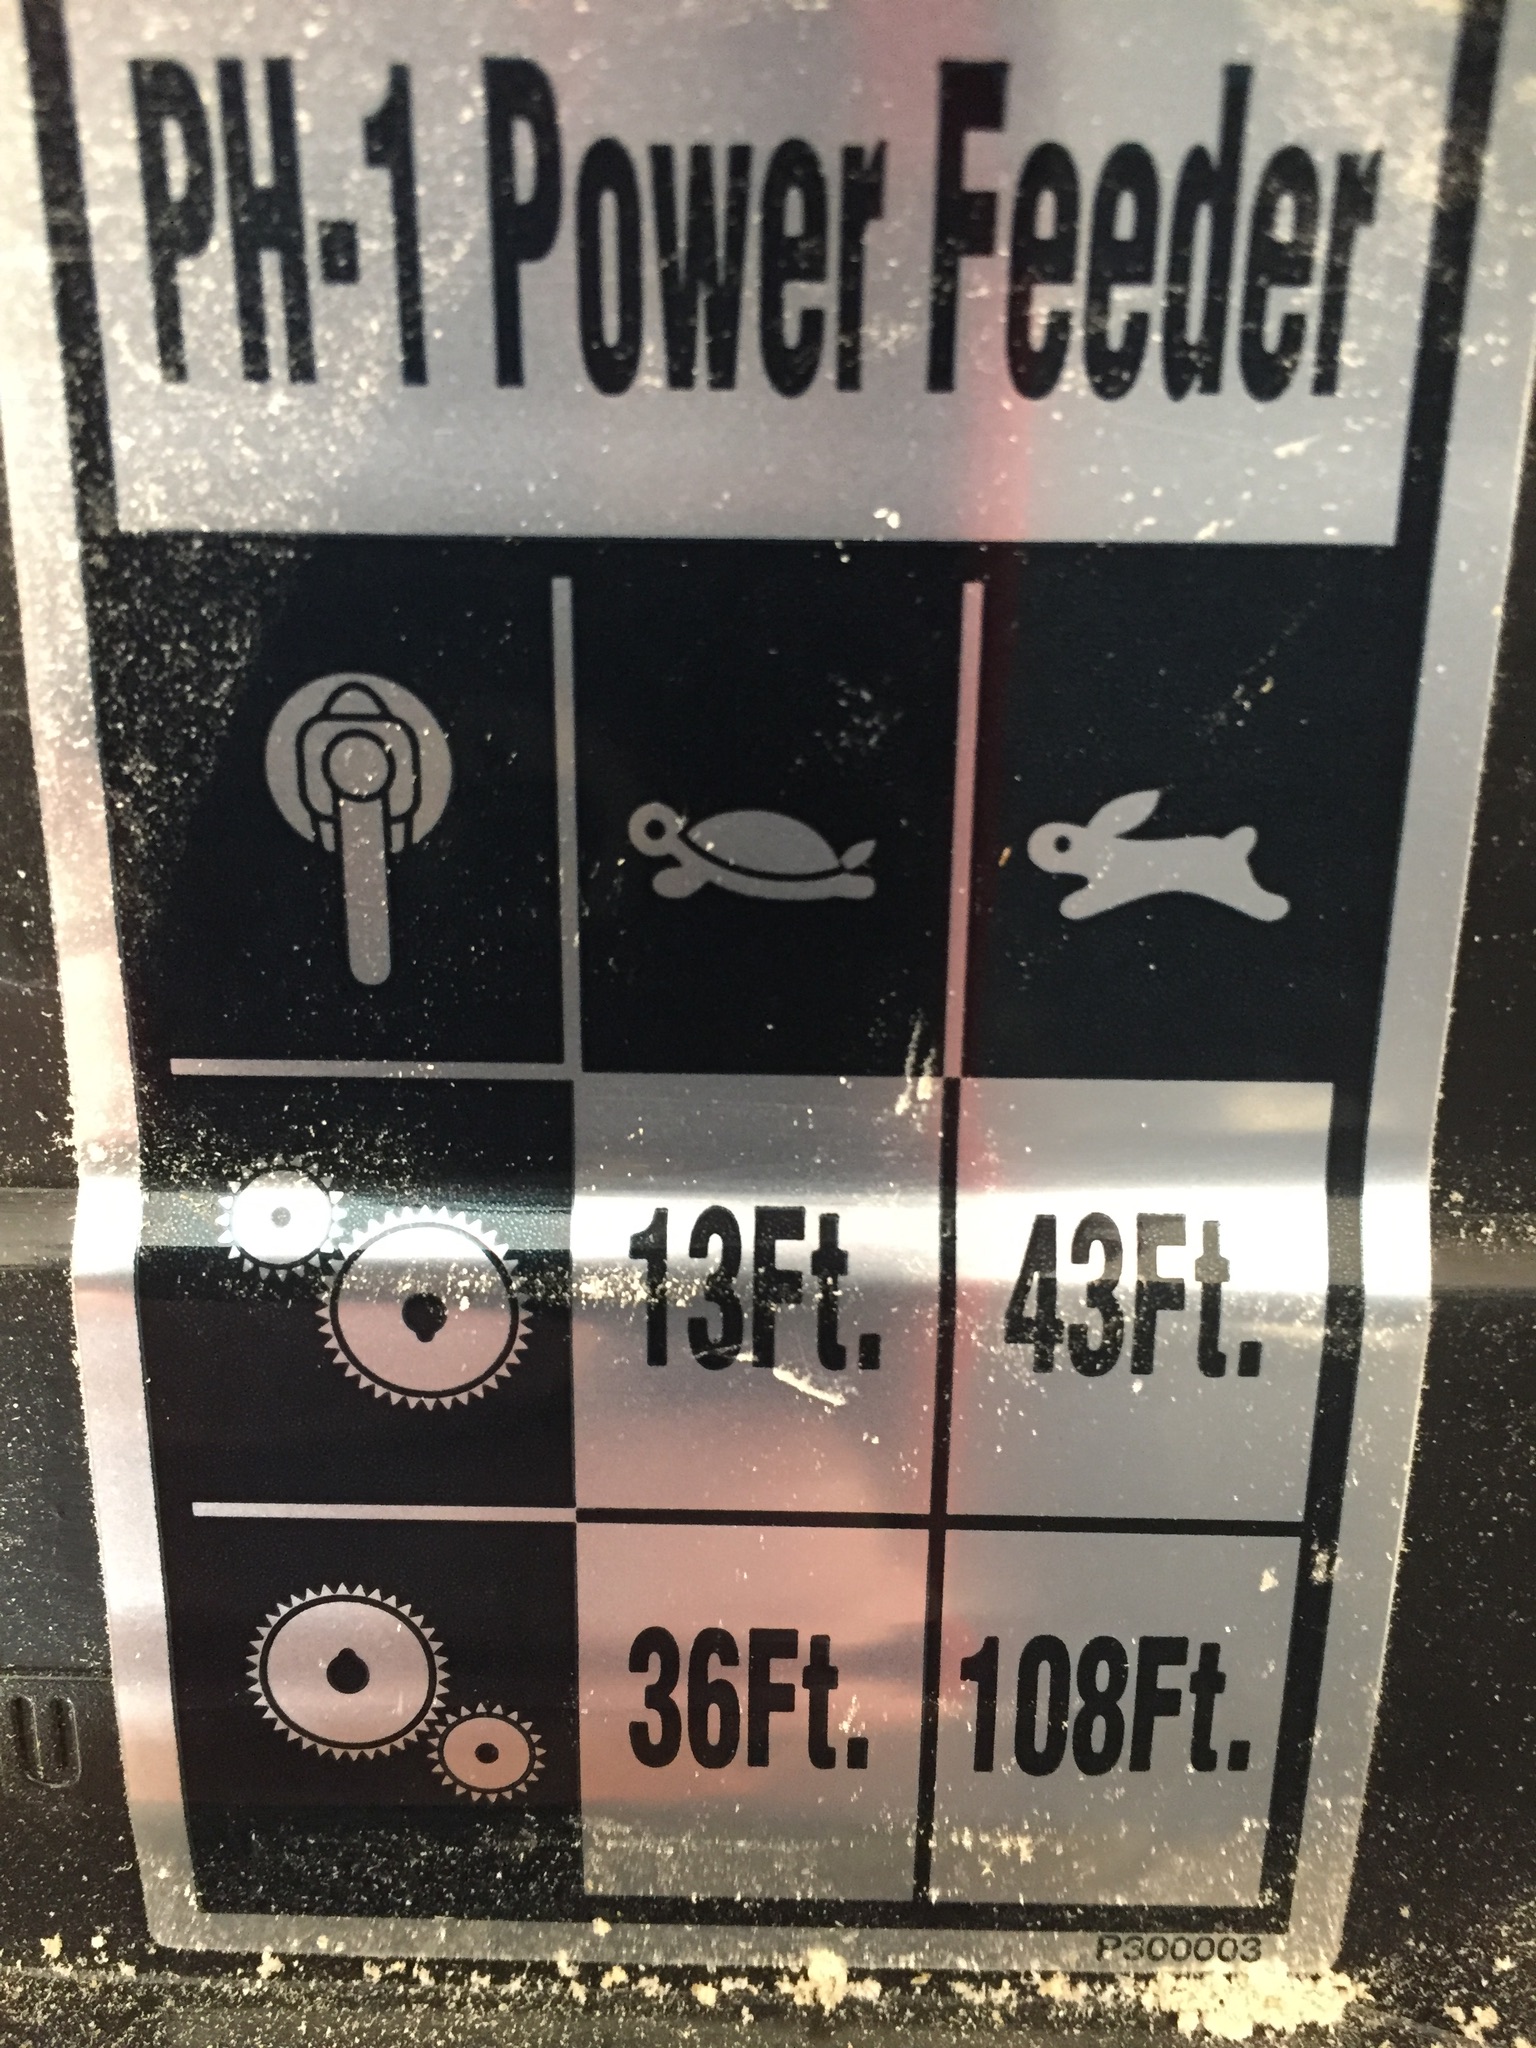 PH-1 Power Feeder
13Ft. 43Ft.
36Ft. 108Ft.
P300003